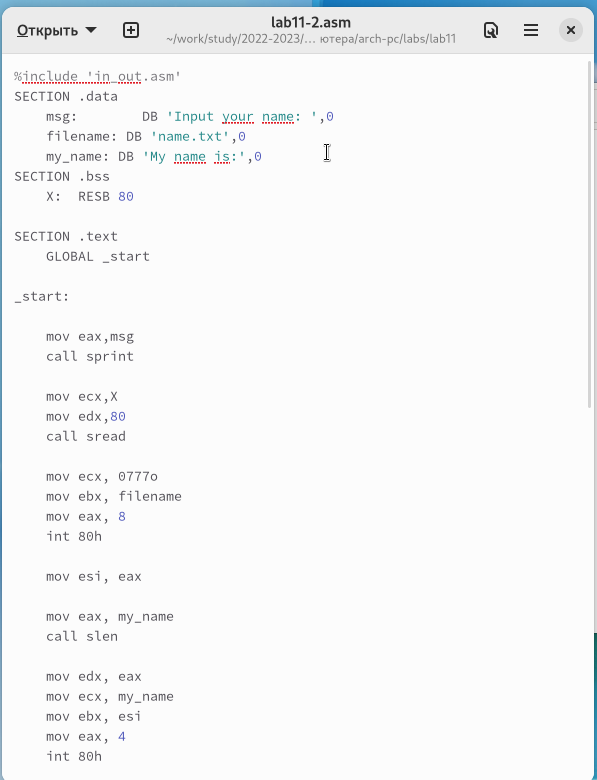 Открыть
lab11-2.asm
~/work/study/2022-2023/... ютера/arch-pc/labs/lab11
%include 'in_out.asm'
SECTION .data
msg: DB 'Input your name: ',0
filename: DB 'name.txt',0
my_name: DB 'My name is:',0
SECTION .bss
X: RESB 80
SECTION .text
GLOBAL _start
_start:
mov eax,msg
call sprint
mov ecx,X
mov edx,80
call sread
mov ecx, 0777o
mov ebx, filename
mov eax, 8
int 80h
mov esi, eax
mov eax, my_name
call slen
mov edx, eax
mov ecx, my_name
mov ebx, esi
mov eax, 4
int 80h